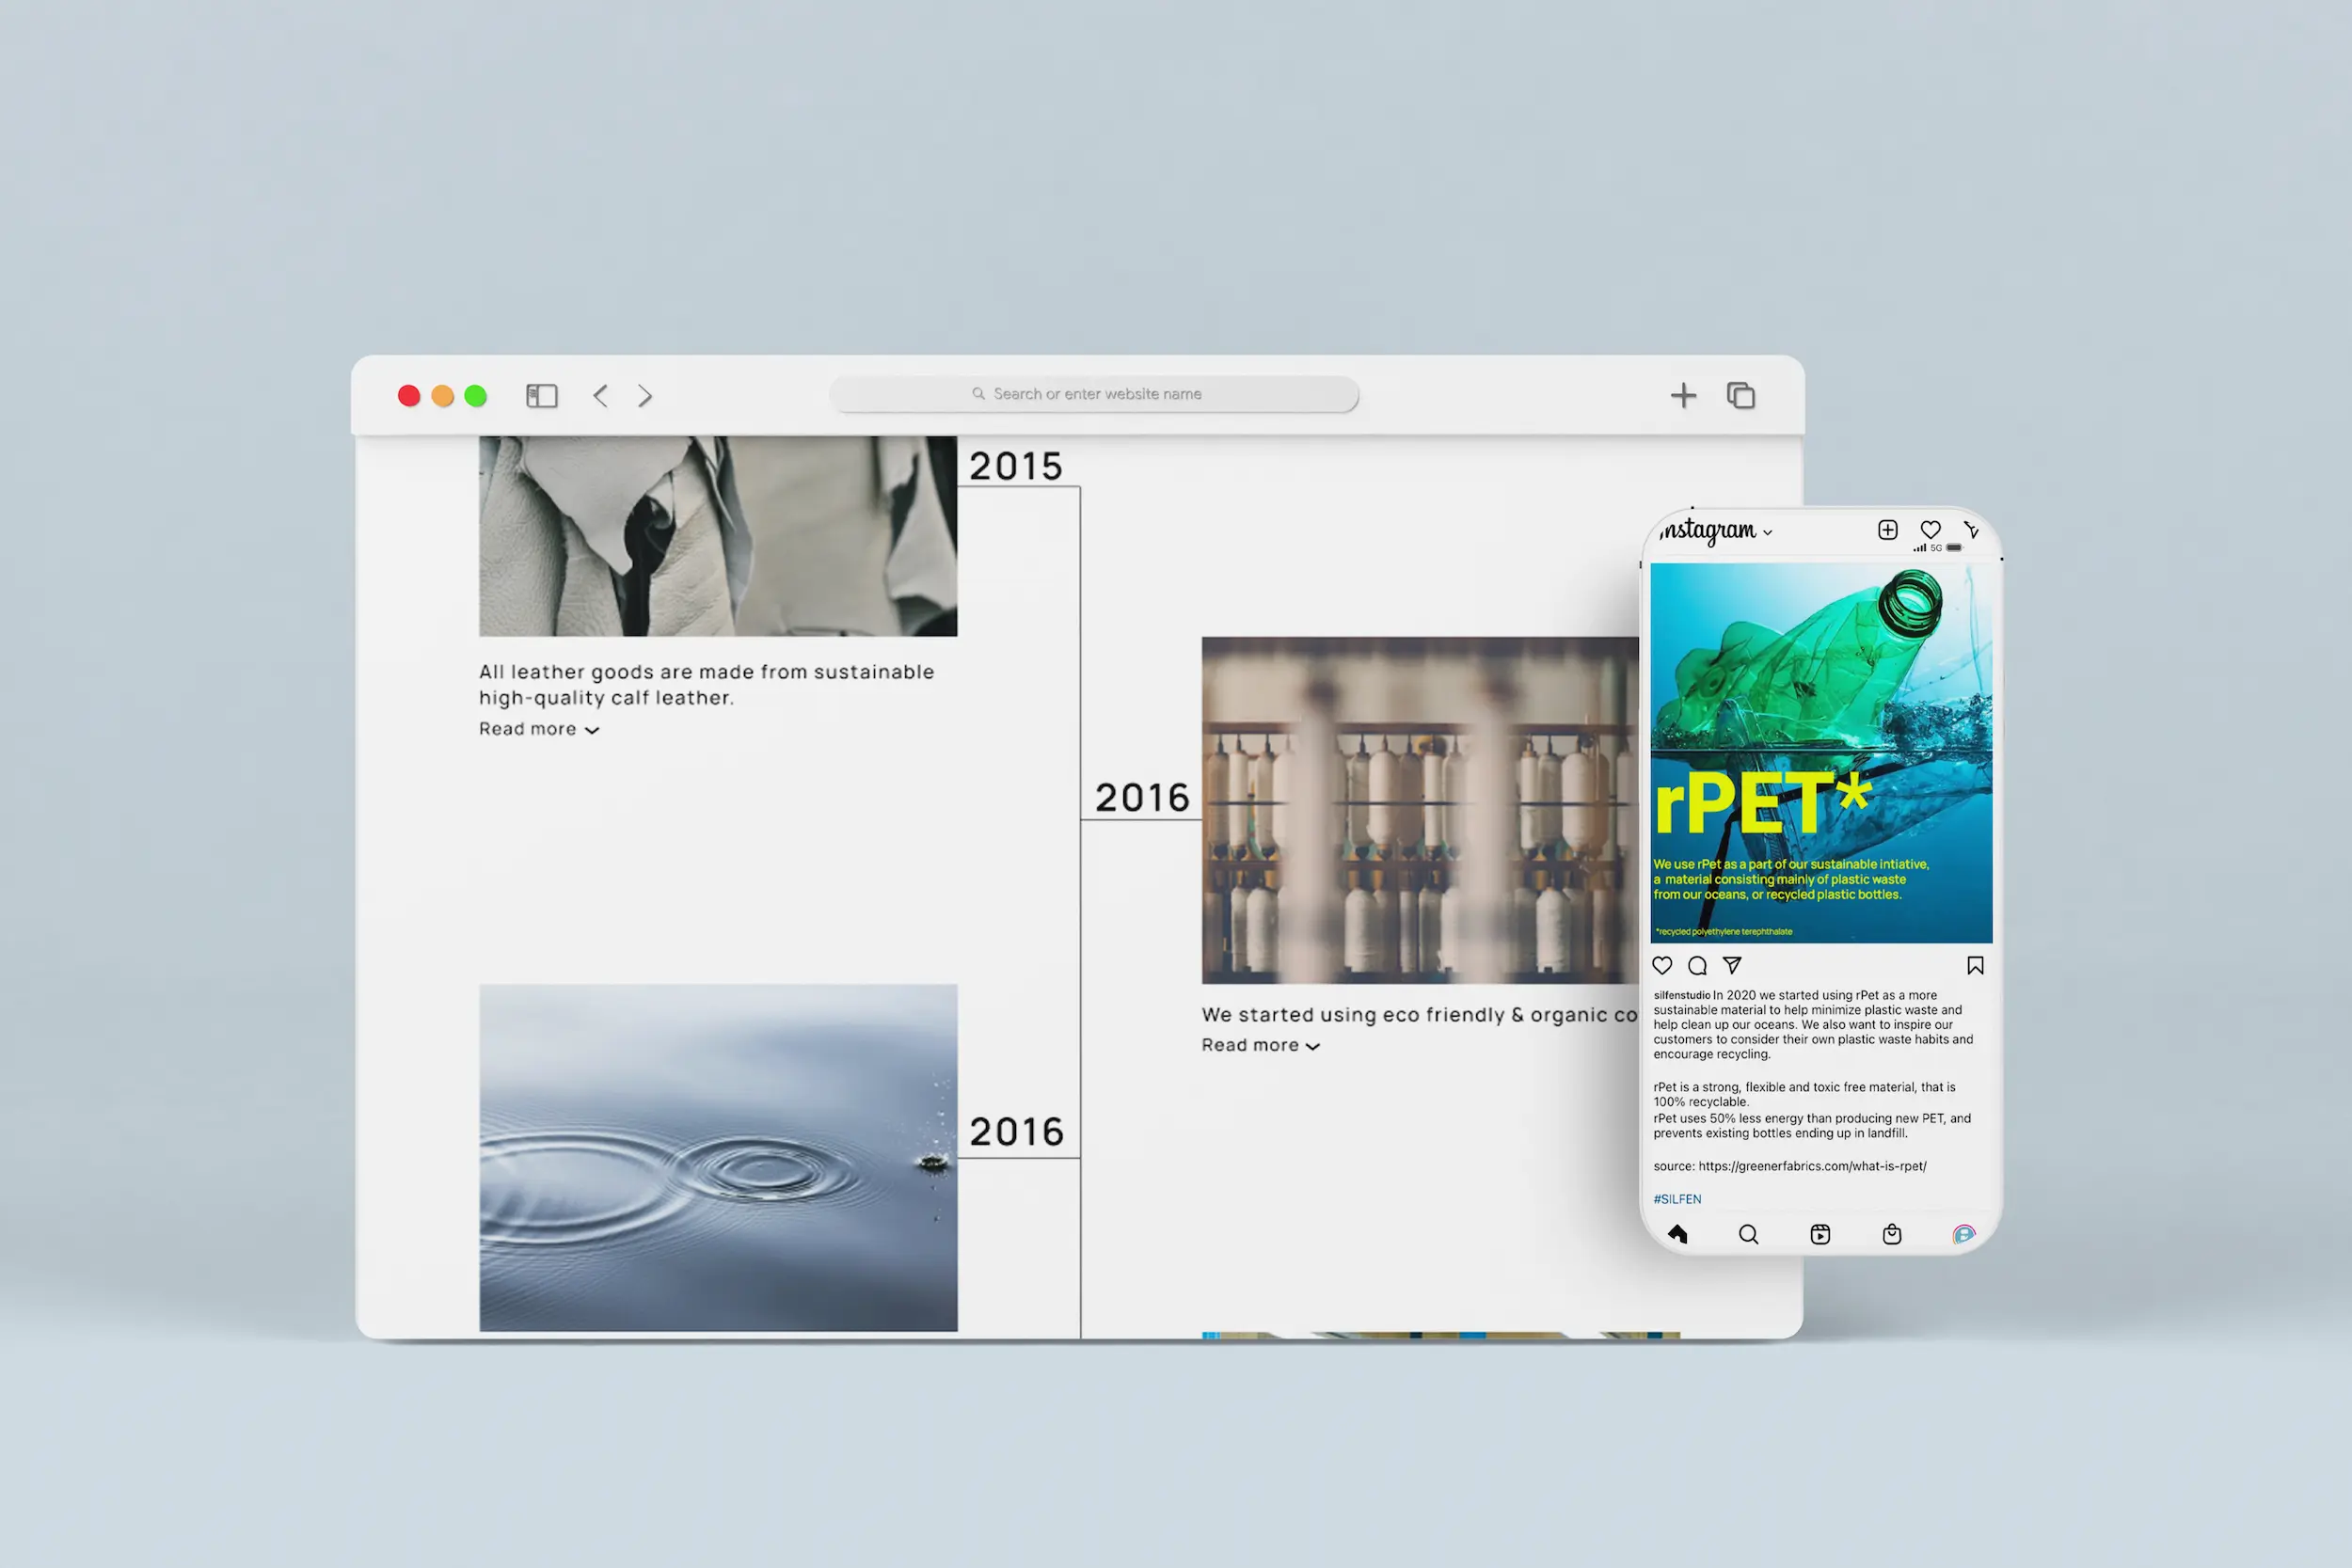 Search or enter website name
2015
All leather goods are made from sustainable
high-quality calf leather.
Read more
2016
We started using eco friendly & organic co
Read more
2016
nstagram
5G
rPET*
We use rPet as a part of our sustainable intiative,
a material consisting mainly of plastic waste
from our oceans, or recycled plastic bottles.
*recycled polyethylene terephthalate
silfenstudio In 2020 we started using rPet as a more
sustainable material to help minimize plastic waste and
help clean up our oceans. We also want to inspire our
customers to consider their own plastic waste habits and
encourage recycling.
rPet is a strong, flexible and toxic free material, that is
100% recyclable.
rPet uses 50% less energy than producing new PET, and
prevents existing bottles ending up in landfill.
source: https://greenerfabrics.com/what-is-rpet/
#SILFEN